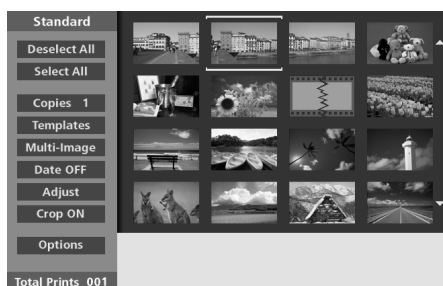 Standard
Deselect All
Select All
Copies 1
Templates
Multi-Image
Date OFF
Adjust
Crop ON
Options
Total Prints 001